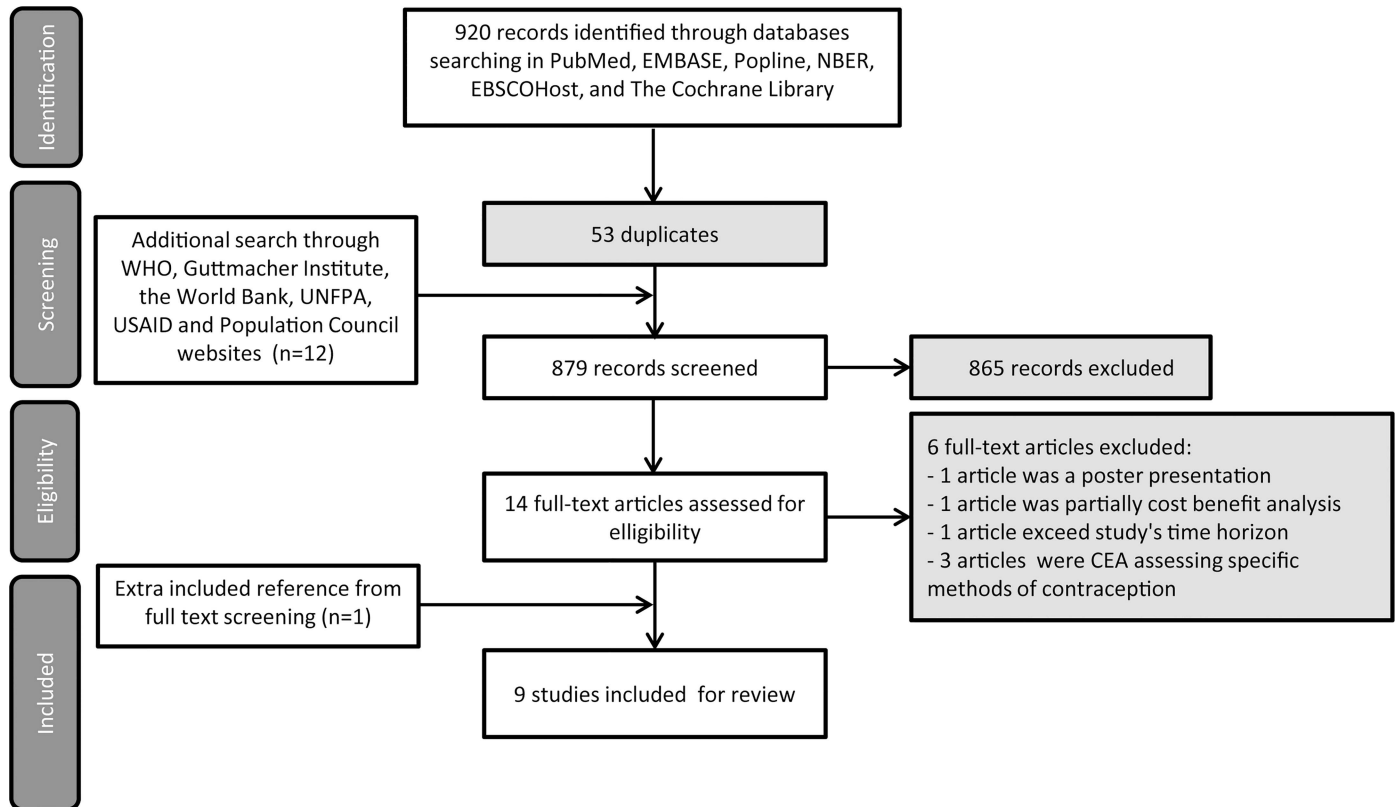 Identification
920 records identified through databases
searching in PubMed, EMBASE, Popline, NBER,
EBSCOHost, and The Cochrane Library
Screening
53 duplicates
Additional search through
WHO, Guttmacher Institute,
the World Bank, UNFPA,
USAID and Population Council
websites (n=12)
879 records screened
865 records excluded
Eligibility
14 full-text articles assessed for
elligibility
6 full-text articles excluded:
- 1 article was a poster presentation
- 1 article was partially cost benefit analysis
- 1 article exceed study's time horizon
- 3 articles were CEA assessing specific
methods of contraception
Included
Extra included reference from
full text screening (n=1)
9 studies included for review